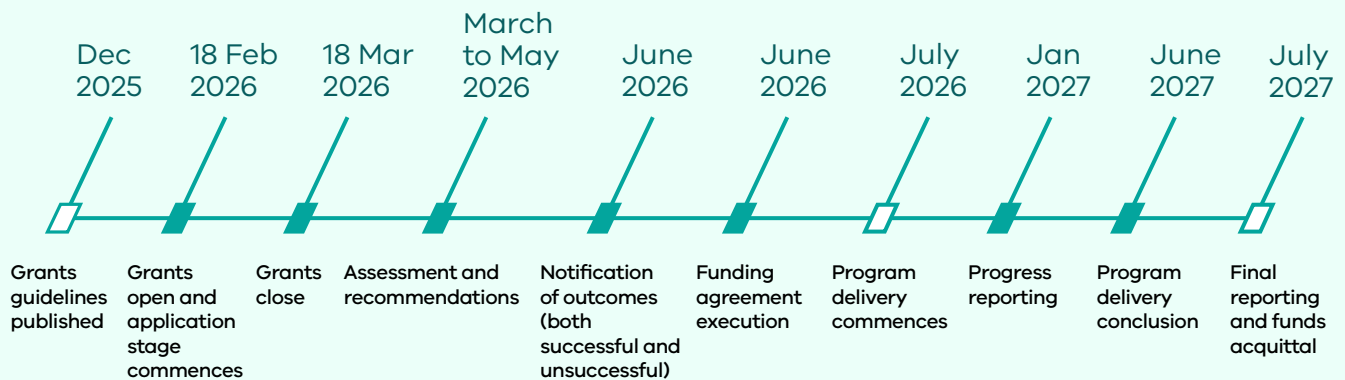 Dec
2025
18 Feb
2026
18 Mar
2026
March
to May
2026
June
2026
June
2026
July
2026
Jan
2027
June
2027
July
2027
Grants
guidelines
published
Grants
open and
application
stage
commences
Grants
close
Assessment and
recommendations
Notification
of outcomes
(both
successful and
unsuccessful)
Funding
agreement
execution
Program
delivery
commences
Progress
reporting
Program
delivery
conclusion
Final
reporting
and funds
acquittal